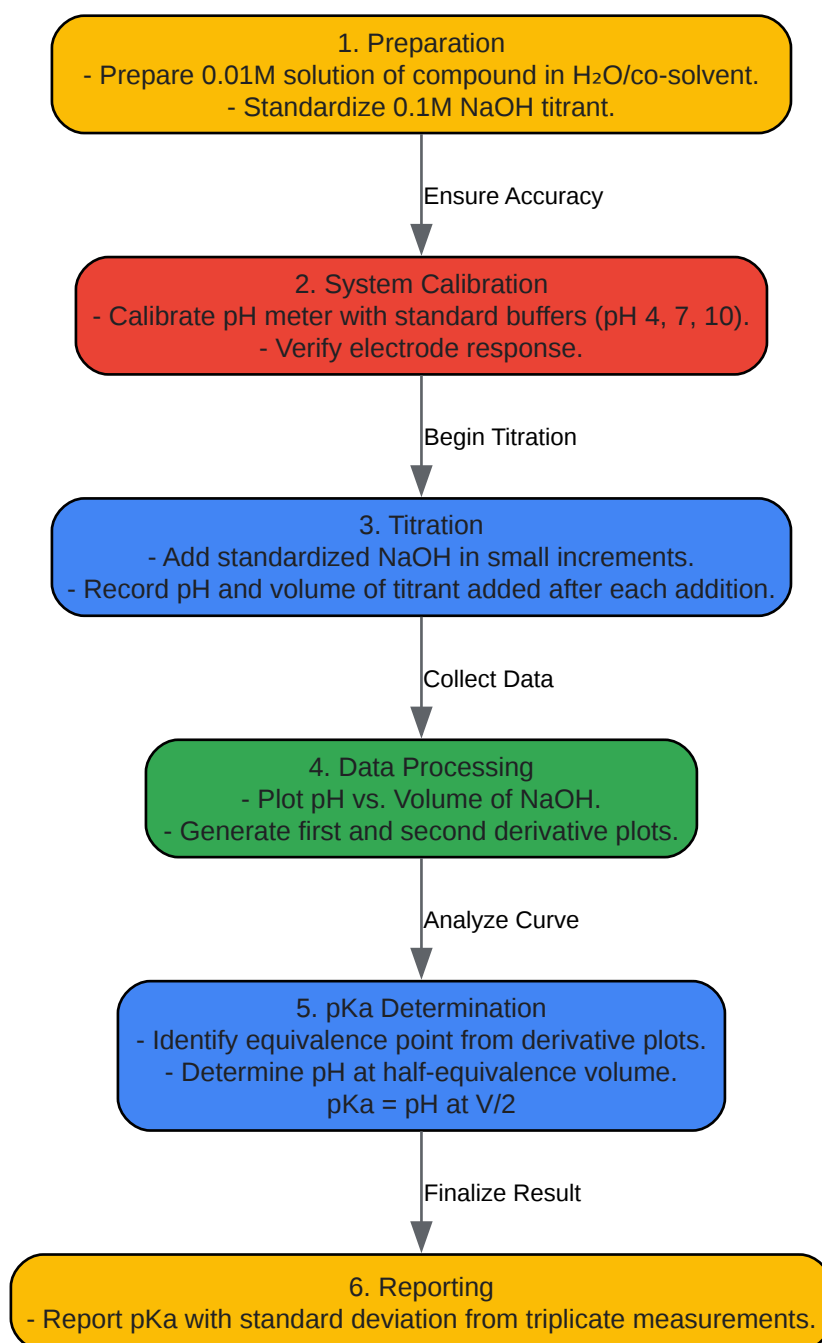 1. Preparation
- Prepare 0.01M solution of compound in H₂O/co-solvent.
- Standardize 0.1M NaOH titrant.
Ensure Accuracy
2. System Calibration
- Calibrate pH meter with standard buffers (pH 4, 7, 10).
- Verify electrode response.
Begin Titration
3. Titration
- Add standardized NaOH in small increments.
- Record pH and volume of titrant added after each addition.
Collect Data
4. Data Processing
- Plot pH vs. Volume of NaOH.
- Generate first and second derivative plots.
Analyze Curve
5. pKa Determination
- Identify equivalence point from derivative plots.
- Determine pH at half-equivalence volume.
pKa = pH at V/2
Finalize Result
6. Reporting
- Report pKa with standard deviation from triplicate measurements.